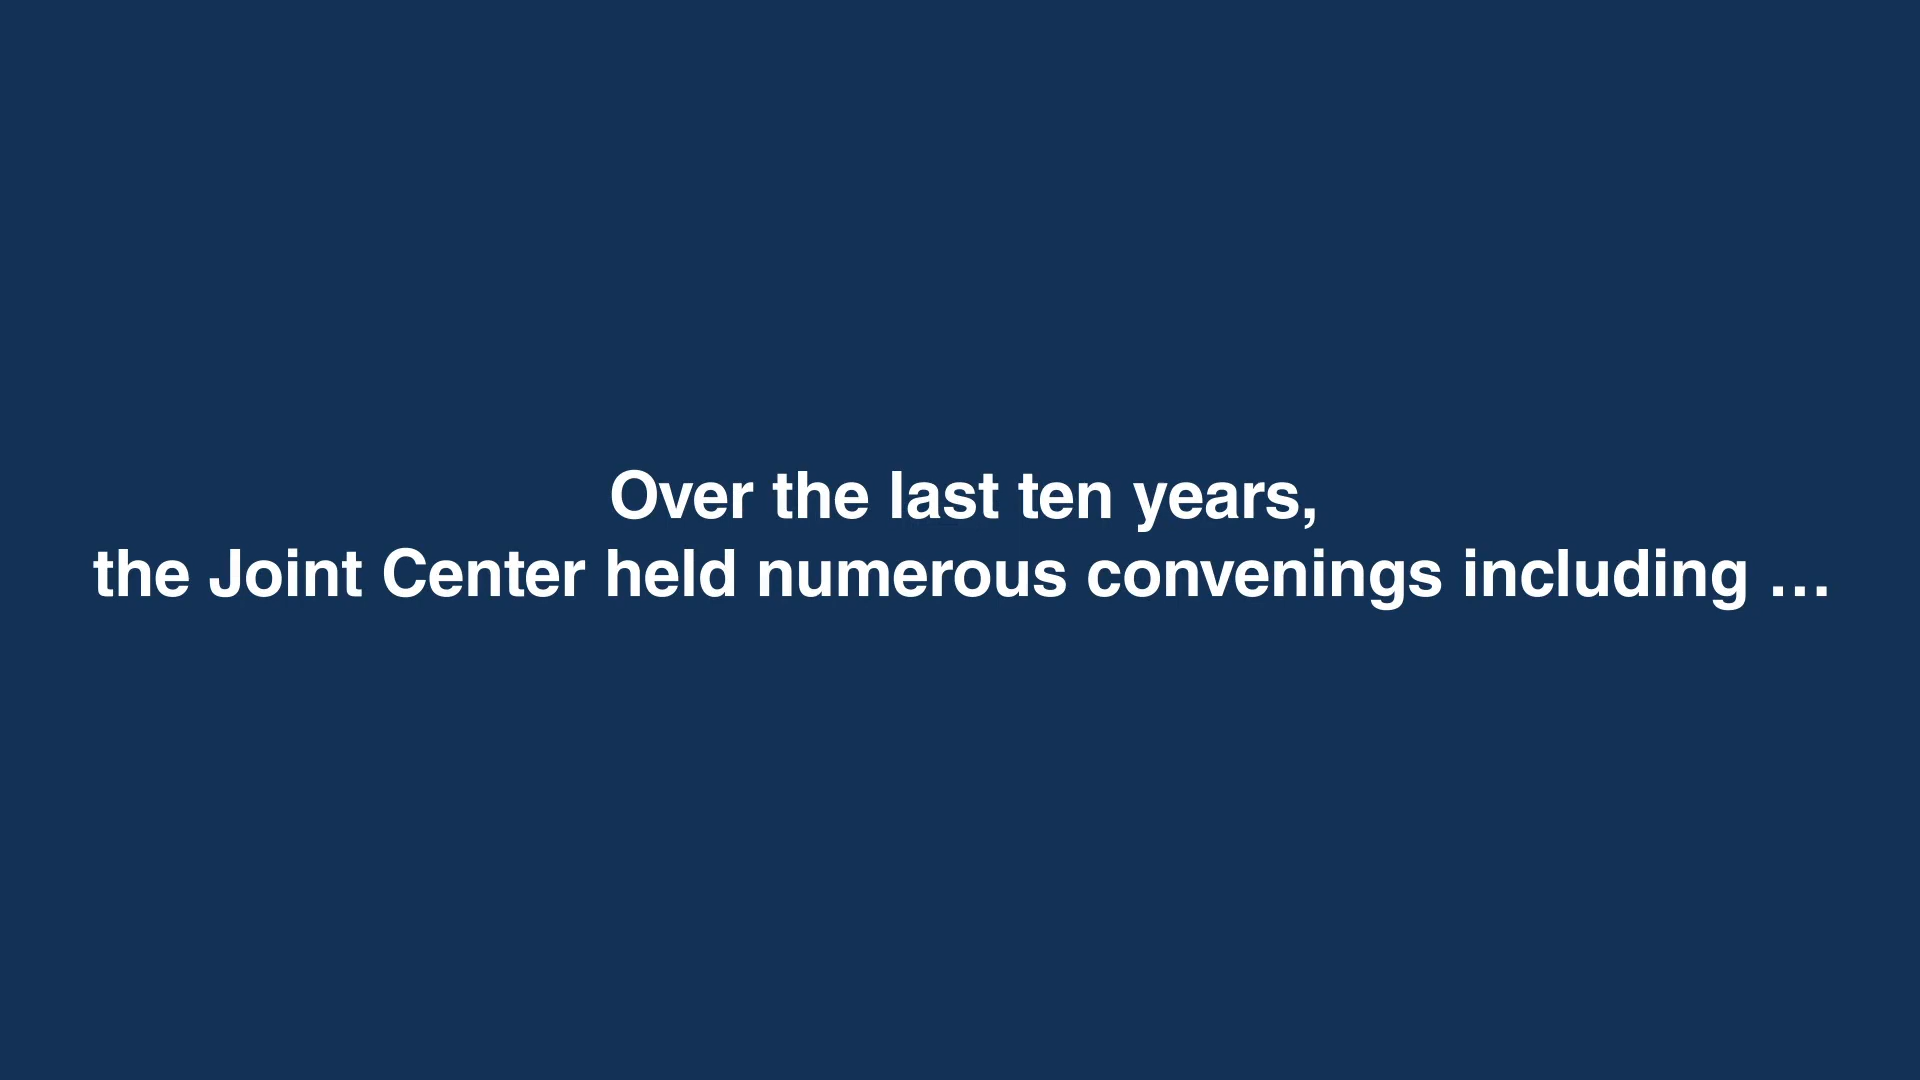 Over the last ten years,
the Joint Center held numerous convenings including …